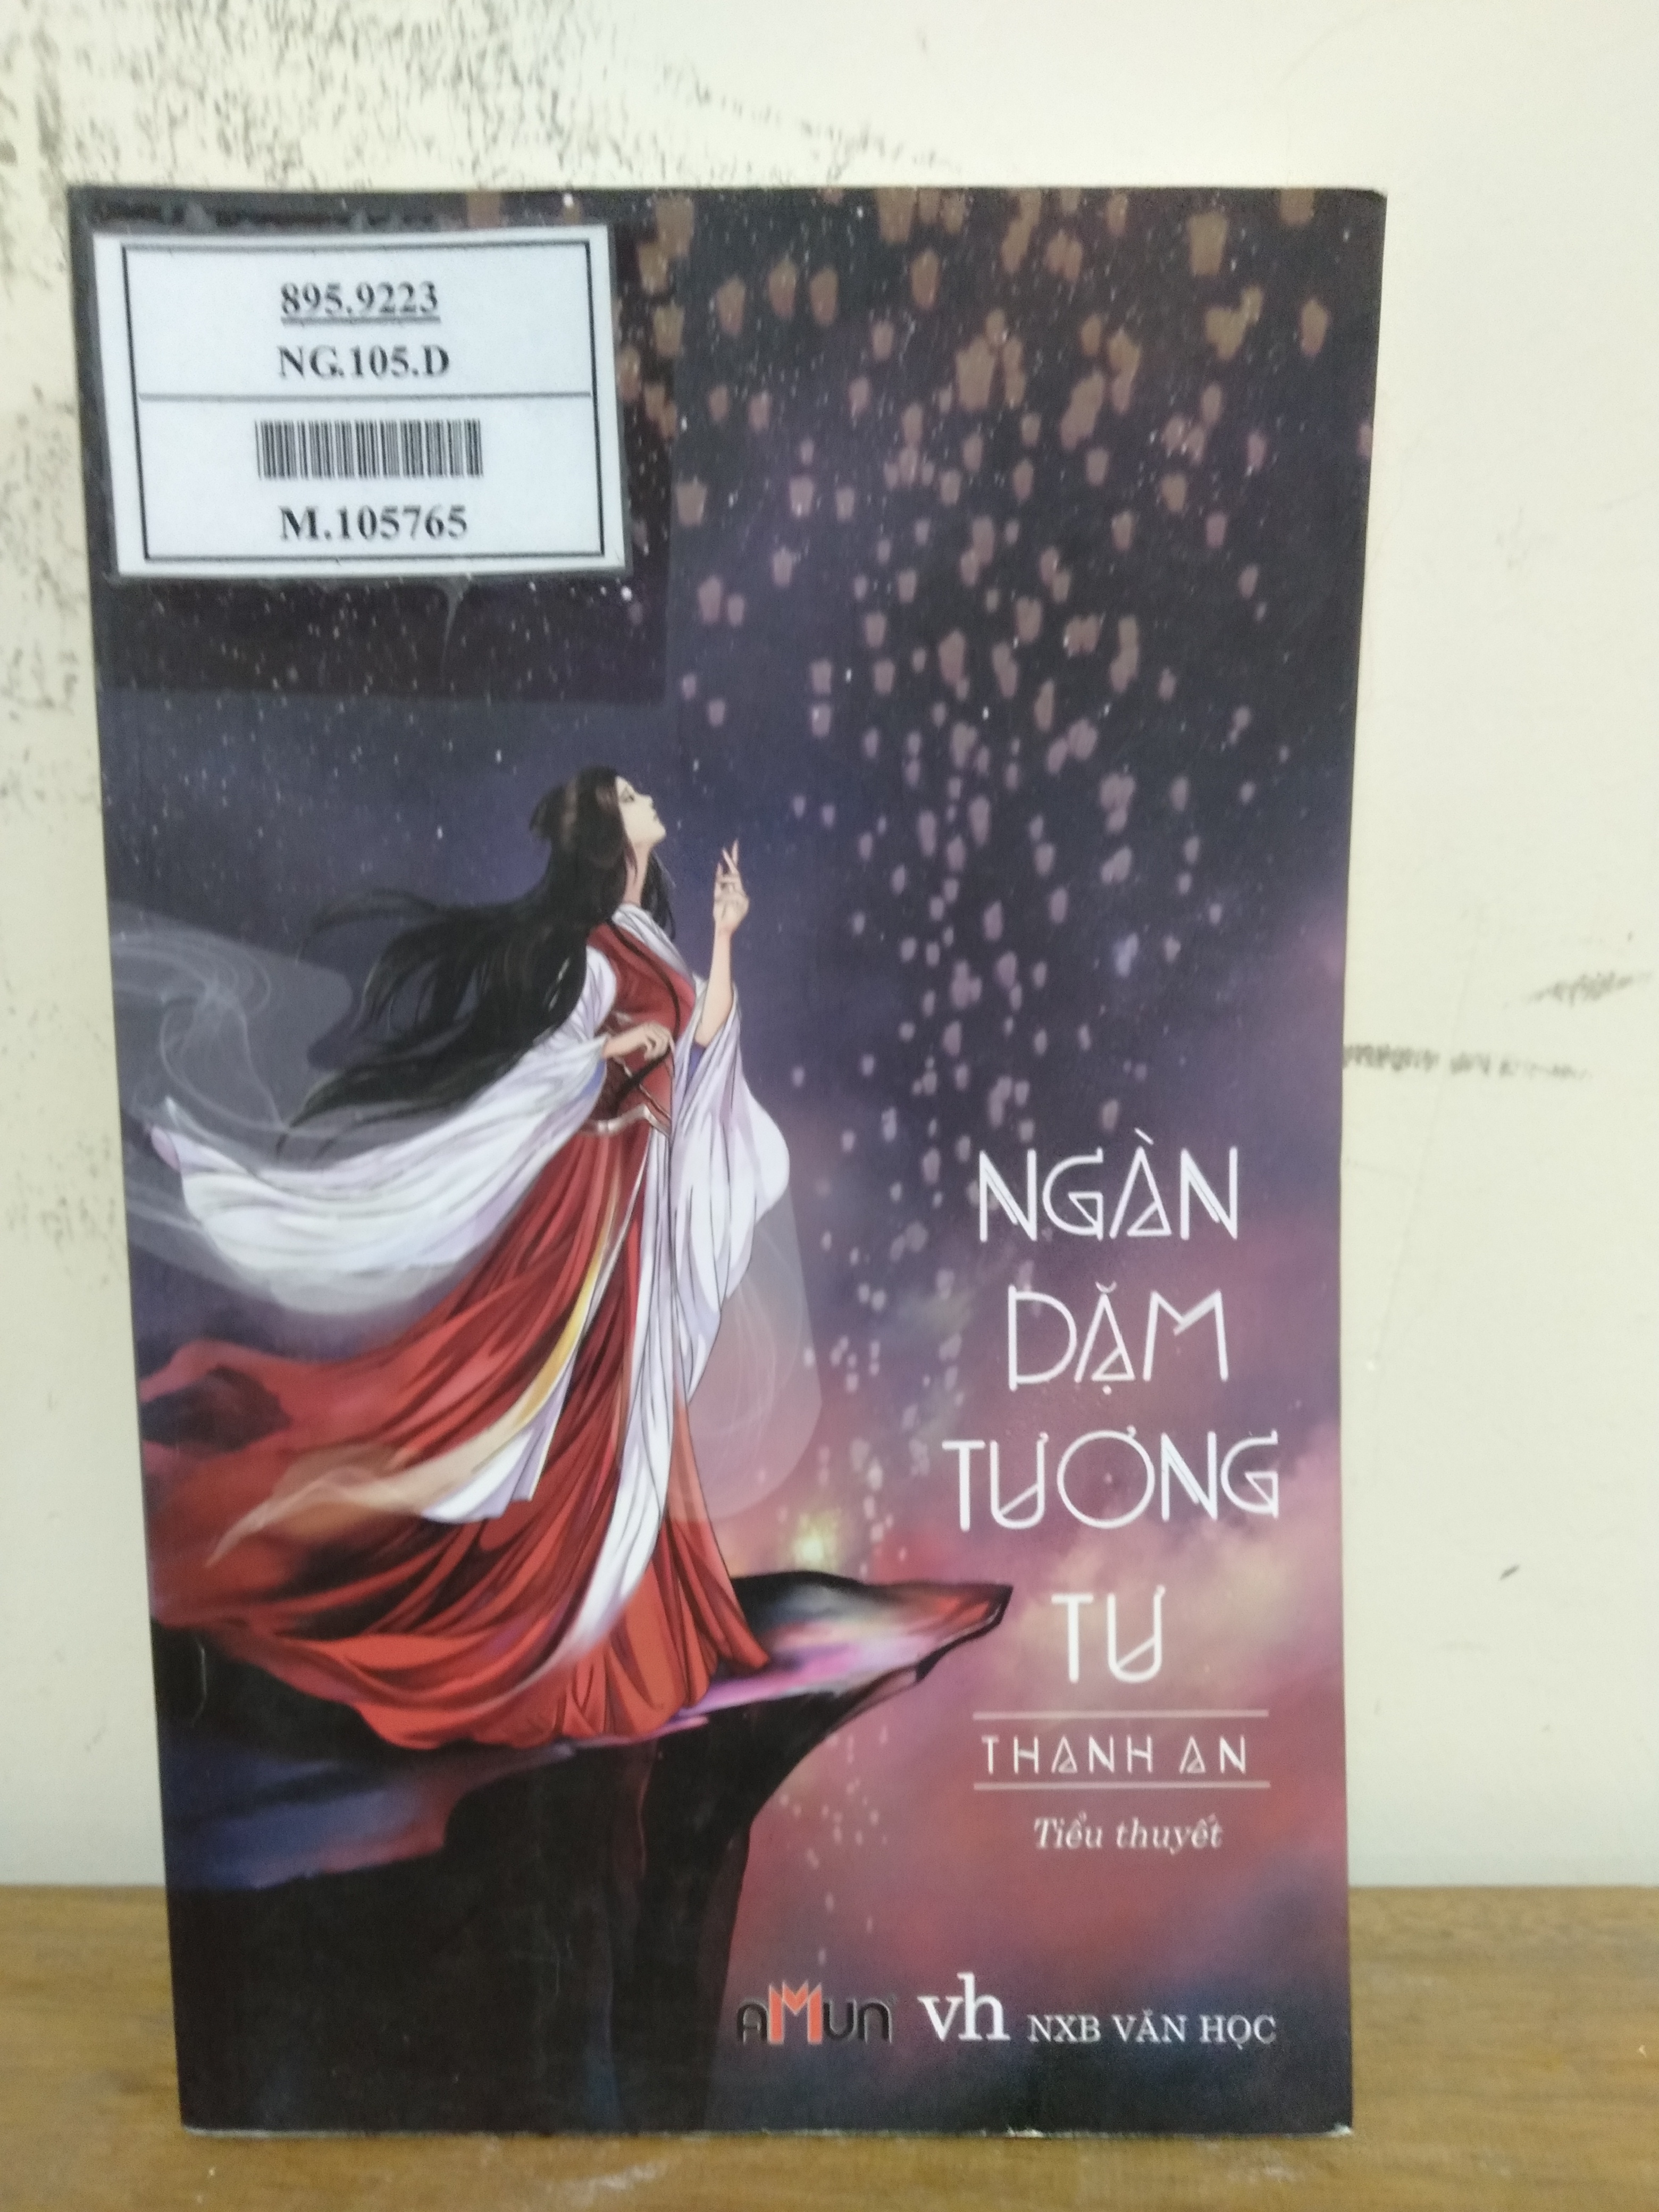 895.9223
NG.105.D
M.105765
NGÀN
DẶM
TƯƠNG
TƯ
THANH AN
Tiểu thuyết
AMUN vh NXB VĂN HỌC